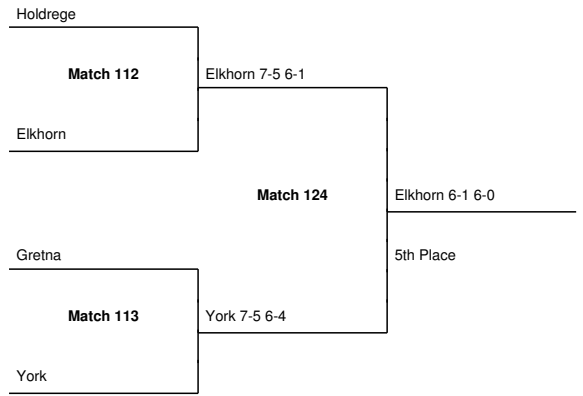 Holdrege
Match 112
Elkhorn 7-5 6-1
Elkhorn
Match 124
Elkhorn 6-1 6-0
Gretna
5th Place
Match 113
York 7-5 6-4
York